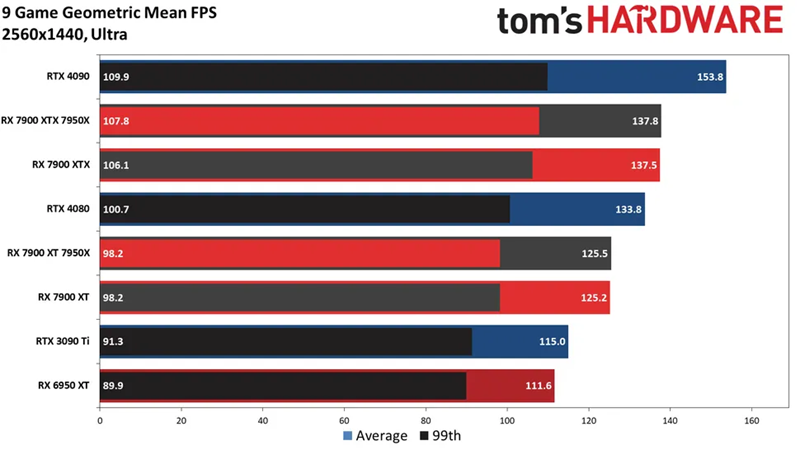 9 Game Geometric Mean FPS
2560x1440, Ultra
tom's HARDWARE
RTX 4090 109.9 153.8
RX 7900 XTX 7950X 107.8 137.8
RX 7900 XTX 106.1 137.5
RTX 4080 100.7 133.8
RX 7900 XT 7950X 98.2 125.5
RX 7900 XT 98.2 125.2
RTX 3090 Ti 91.3 115.0
RX 6950 XT 89.9 111.6
0 20 40 60 80 100 120 140 160
Average 99th